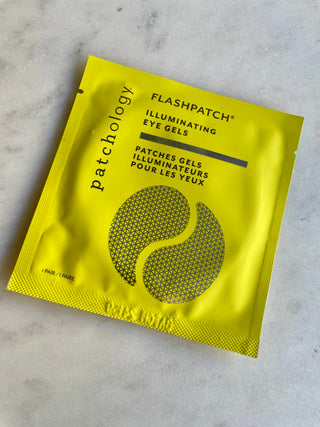 patchology
FLASHPATCH®
ILLUMINATING
EYE GELS
PATCHES GELS
ILLUMINATEURS
POUR LES YEUX
1 PAIR / 1 PAIRE